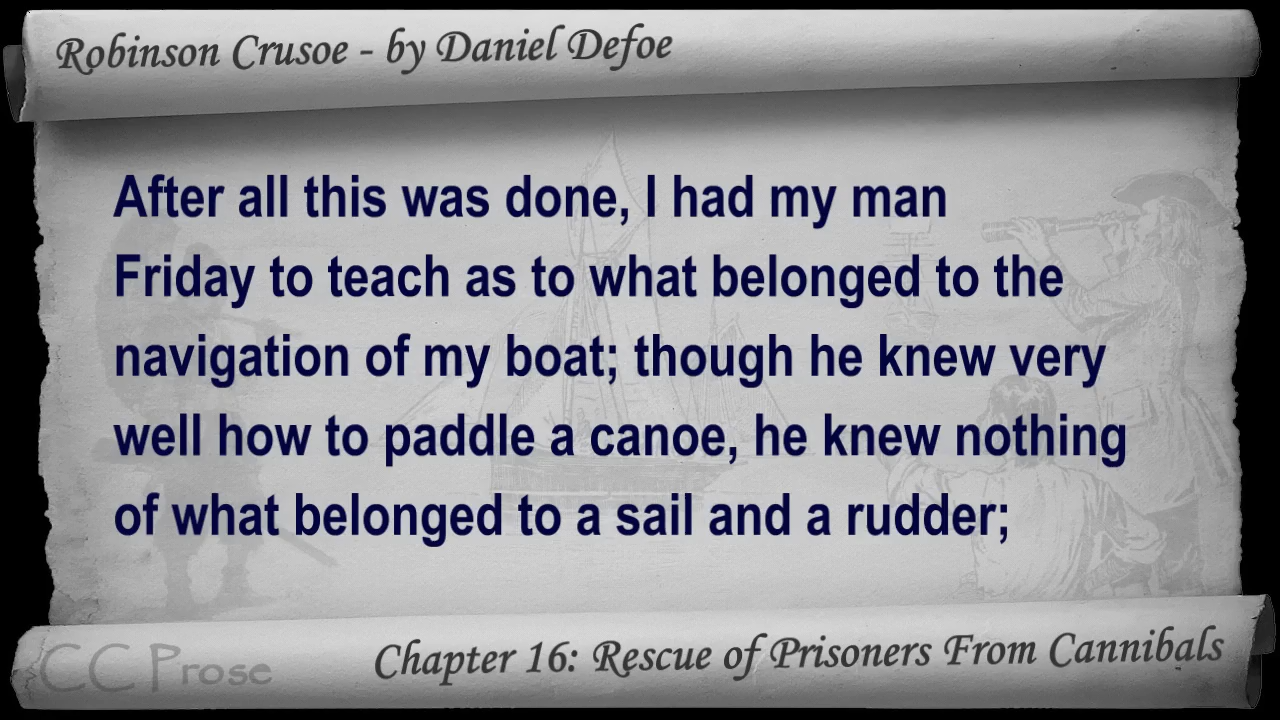 Robinson Crusoe - by Daniel Defoe
After all this was done, I had my man
Friday to teach as to what belonged to the
navigation of my boat; though he knew very
well how to paddle a canoe, he knew nothing
of what belonged to a sail and a rudder;
Chapter 16: Rescue of Prisoners From Cannibals
CC Prose